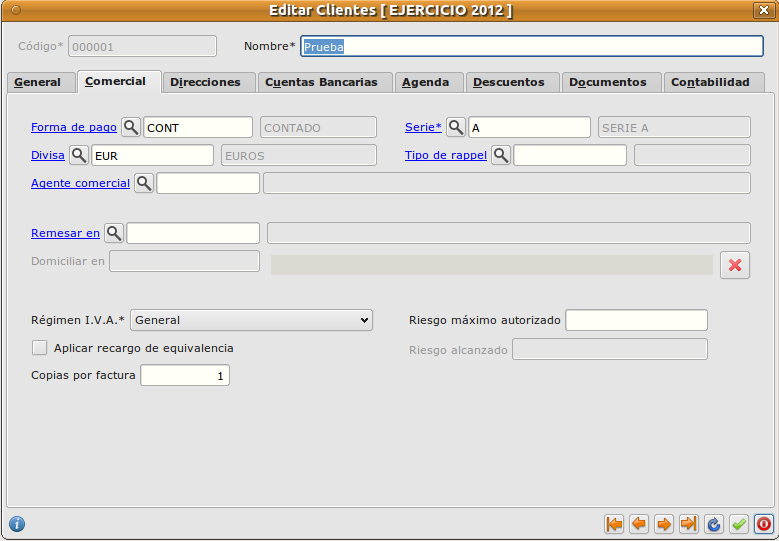 Editar Clientes [ EJERCICIO 2012 ]
Código* 000001 Nombre* Prueba
General Comercial Direcciones Cuentas Bancarias Agenda Descuentos Documentos Contabilidad
Forma de pago CONT CONTADO Serie* A SERIE A
Divisa EUR EUROS Tipo de rappel
Agente comercial
Remesar en
Domiciliar en
Régimen I.V.A.* General Riesgo máximo autorizado
Aplicar recargo de equivalencia Riesgo alcanzado
Copias por factura 1